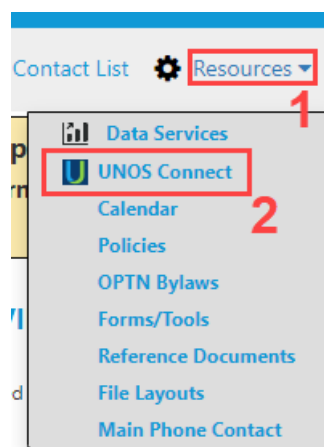 Contact List Resources
1
Data Services
UNOS Connect
2
Calendar
Policies
OPTN Bylaws
Forms/Tools
Reference Documents
File Layouts
Main Phone Contact